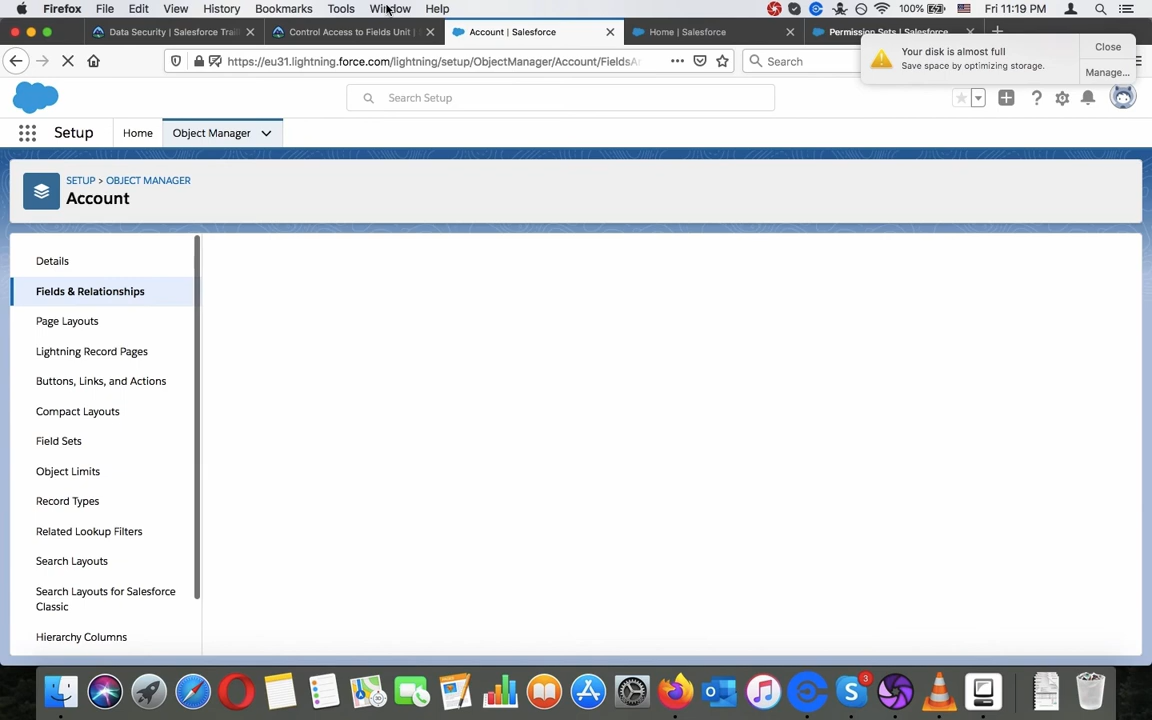 Firefox File Edit View History Bookmarks Tools Window Help 100% Fri 11:19 PM
Data Security | Salesforce Trail
Control Access to Fields Unit |
Account | Salesforce
Home | Salesforce
Permission Sets | Salesforce
Your disk is almost full
Save space by optimizing storage.
Close
Manage...
https://eu31.lightning.force.com/lightning/setup/ObjectManager/Account/FieldsAr
Search
Search Setup
Setup Home Object Manager
SETUP > OBJECT MANAGER
Account
Details
Fields & Relationships
Page Layouts
Lightning Record Pages
Buttons, Links, and Actions
Compact Layouts
Field Sets
Object Limits
Record Types
Related Lookup Filters
Search Layouts
Search Layouts for Salesforce
Classic
Hierarchy Columns
3